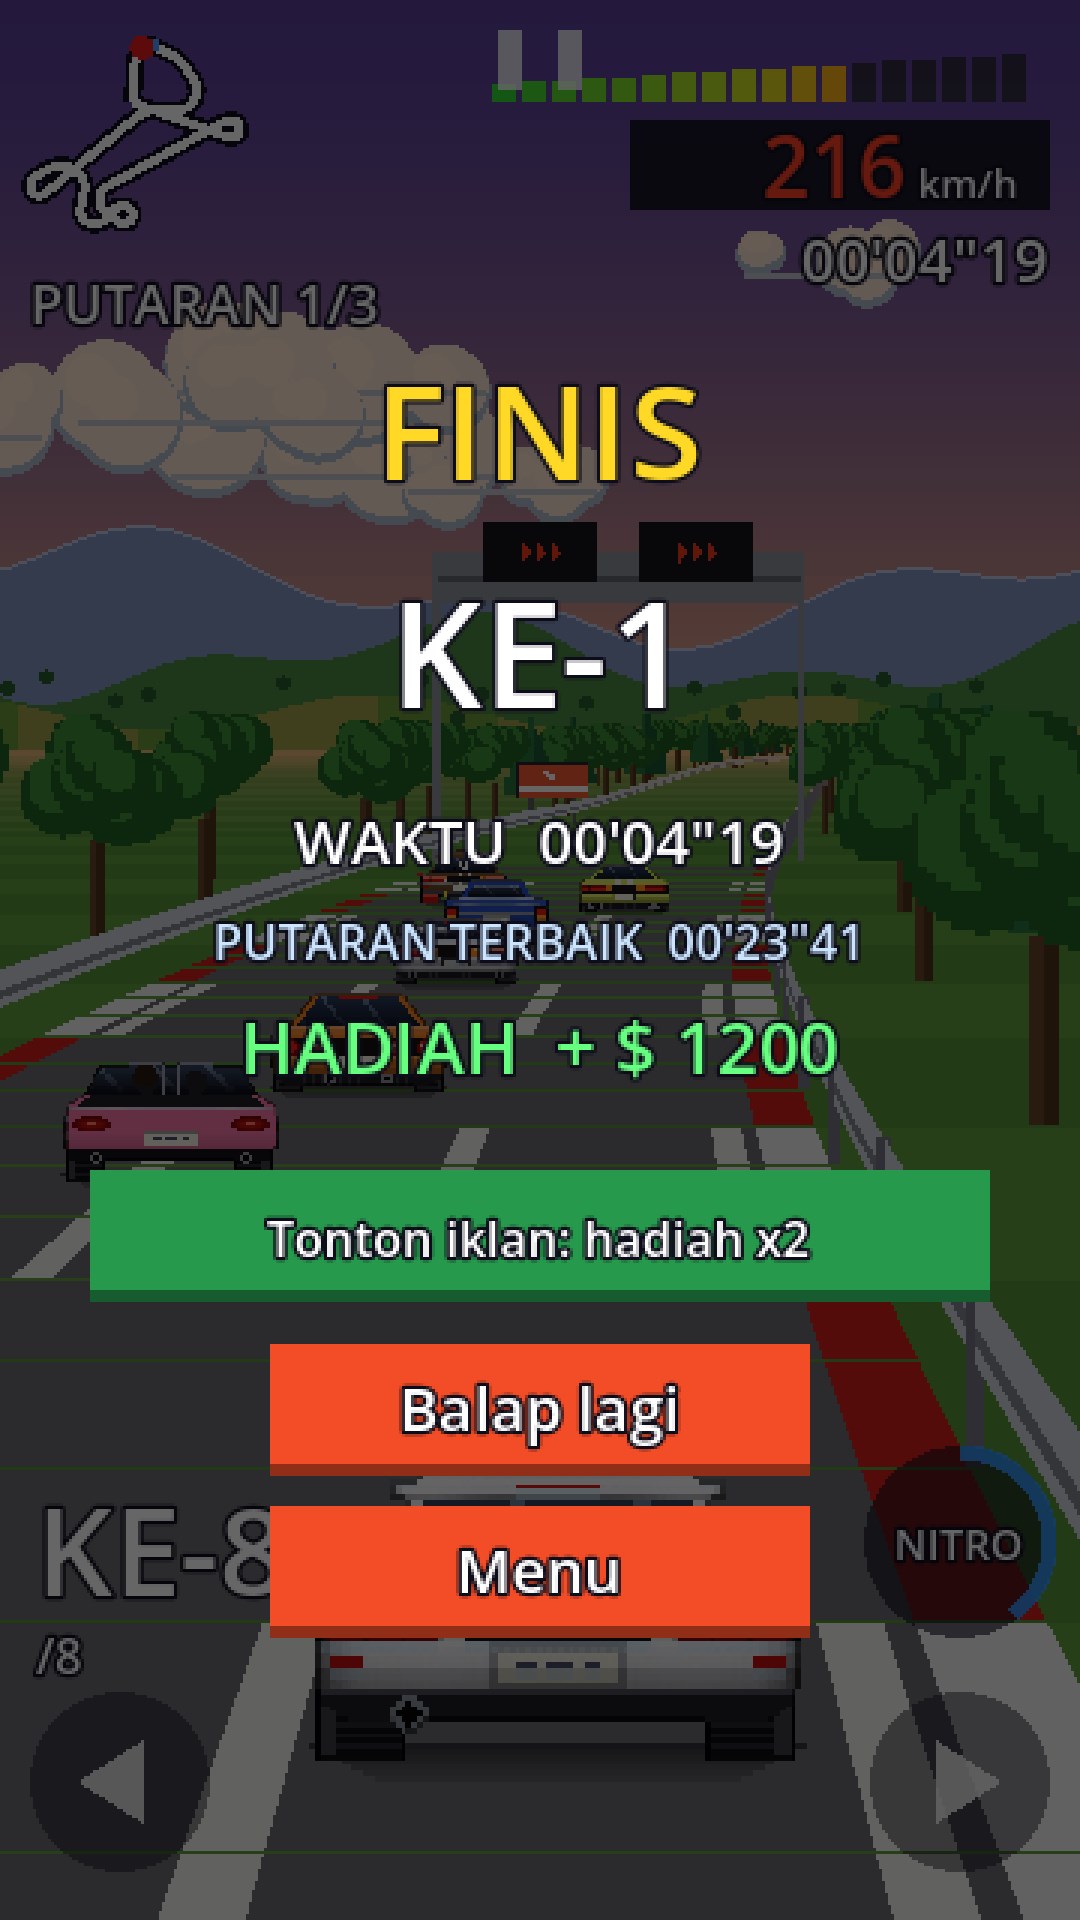 216 km/h
00'04"19
PUTARAN 1/3
FINIS
KE-1
WAKTU 00'04"19
PUTARAN TERBAIK 00'23"41
HADIAH + $ 1200
Tonton iklan: hadiah x2
Balap lagi
KE-8
NITRO
Menu
/8